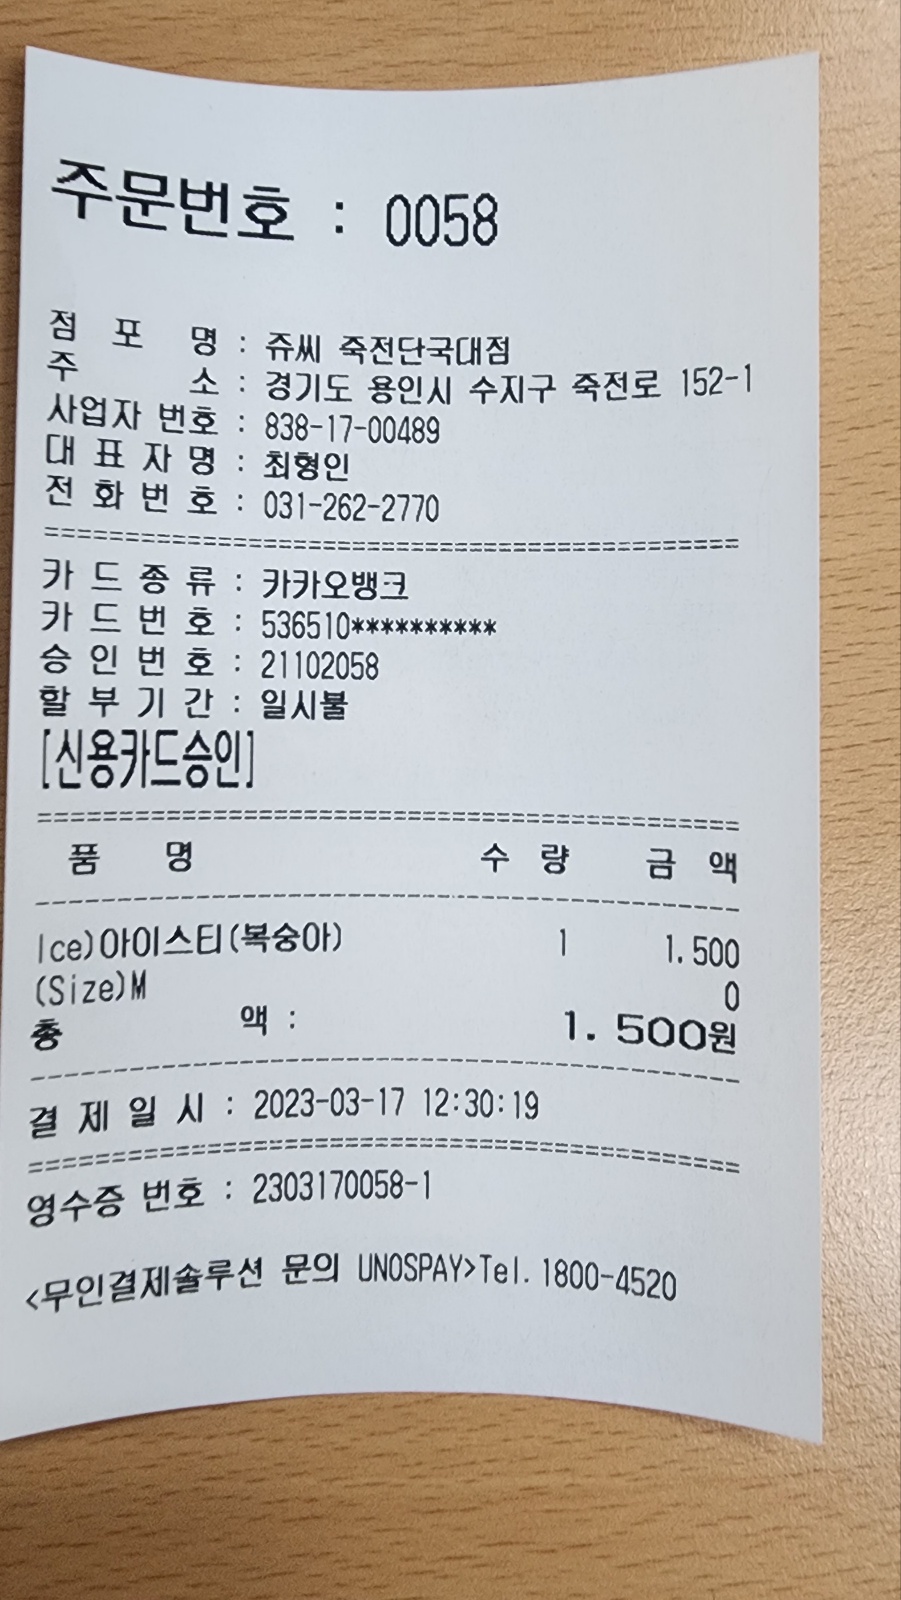 주문번호 : 0058
점 포 명 : 쥬씨 죽전단국대점
주 소 : 경기도 용인시 수지구 죽전로 152-1
사업자 번호 : 838-17-00489
대 표 자 명 : 최형인
전 화 번 호 : 031-262-2770
============================================
카 드 종 류 : 카카오뱅크
카 드 번 호 : 536510**********
승 인 번 호 : 21102058
할 부 기 간 : 일시불
[신용카드승인]
============================================
품 명 수 량 금 액
--------------------------------------------
Ice)아이스티(복숭아) 1 1.500
(Size)M 0
총 액 : 1. 500원
--------------------------------------------
결 제 일 시 : 2023-03-17 12:30:19
============================================
영수증 번호 : 2303170058-1
<무인결제솔루션 문의 UNOSPAY>Tel.1800-4520